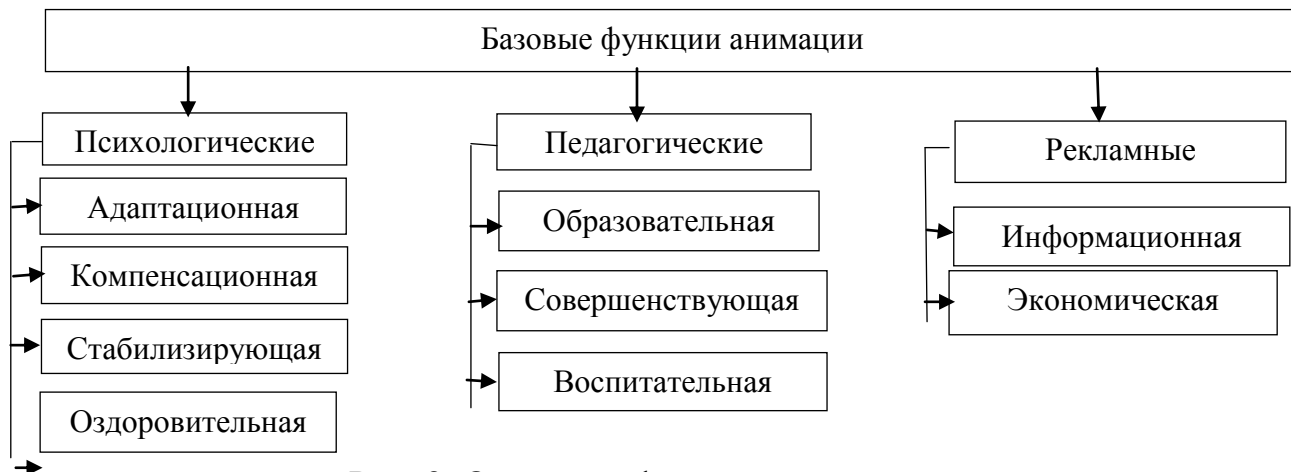 Базовые функции анимации
Психологические
Адаптационная
Компенсационная
Стабилизирующая
Оздоровительная
Педагогические
Образовательная
Совершенствующая
Воспитательная
Рекламные
Информационная
Экономическая